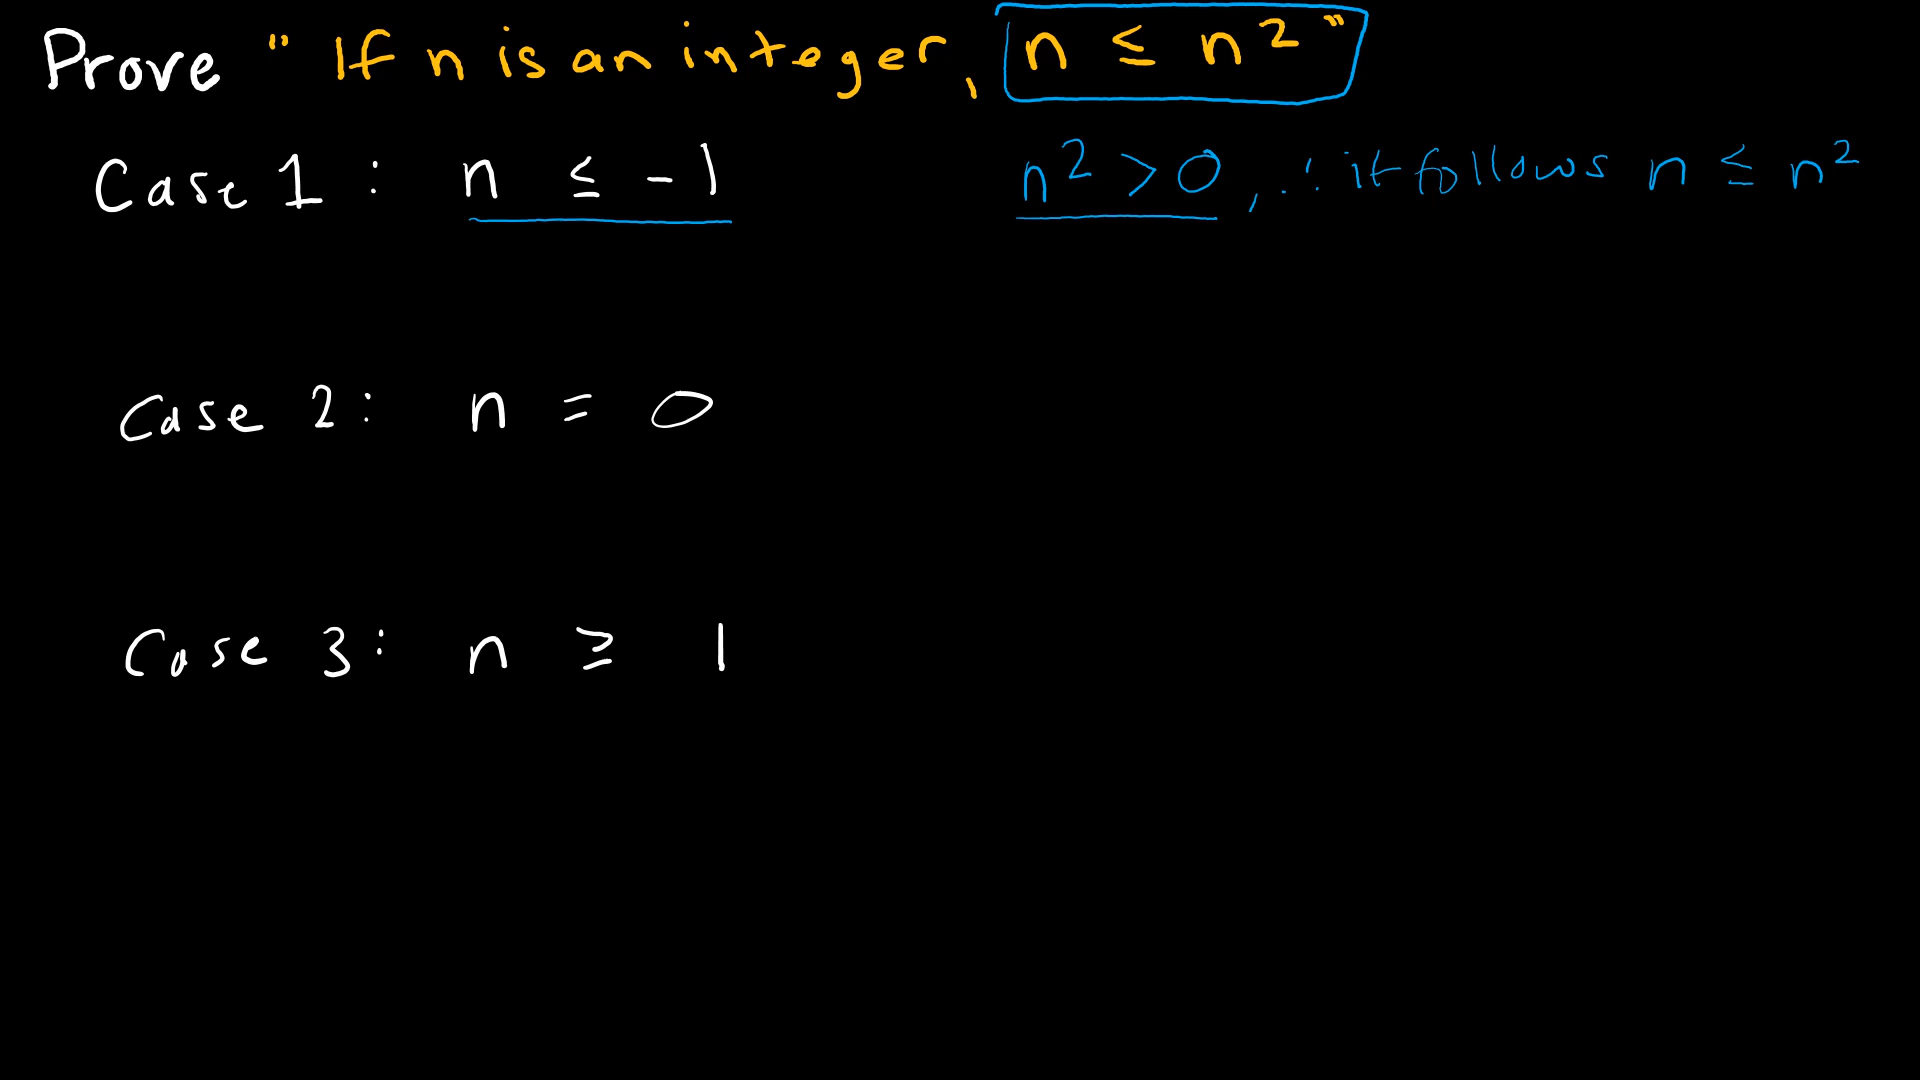 Prove "If n is an integer, n ≤ n²"
Case 1: n ≤ -1 n² > 0, ∴ it follows n ≤ n²
Case 2: n = 0
Case 3: n ≥ 1